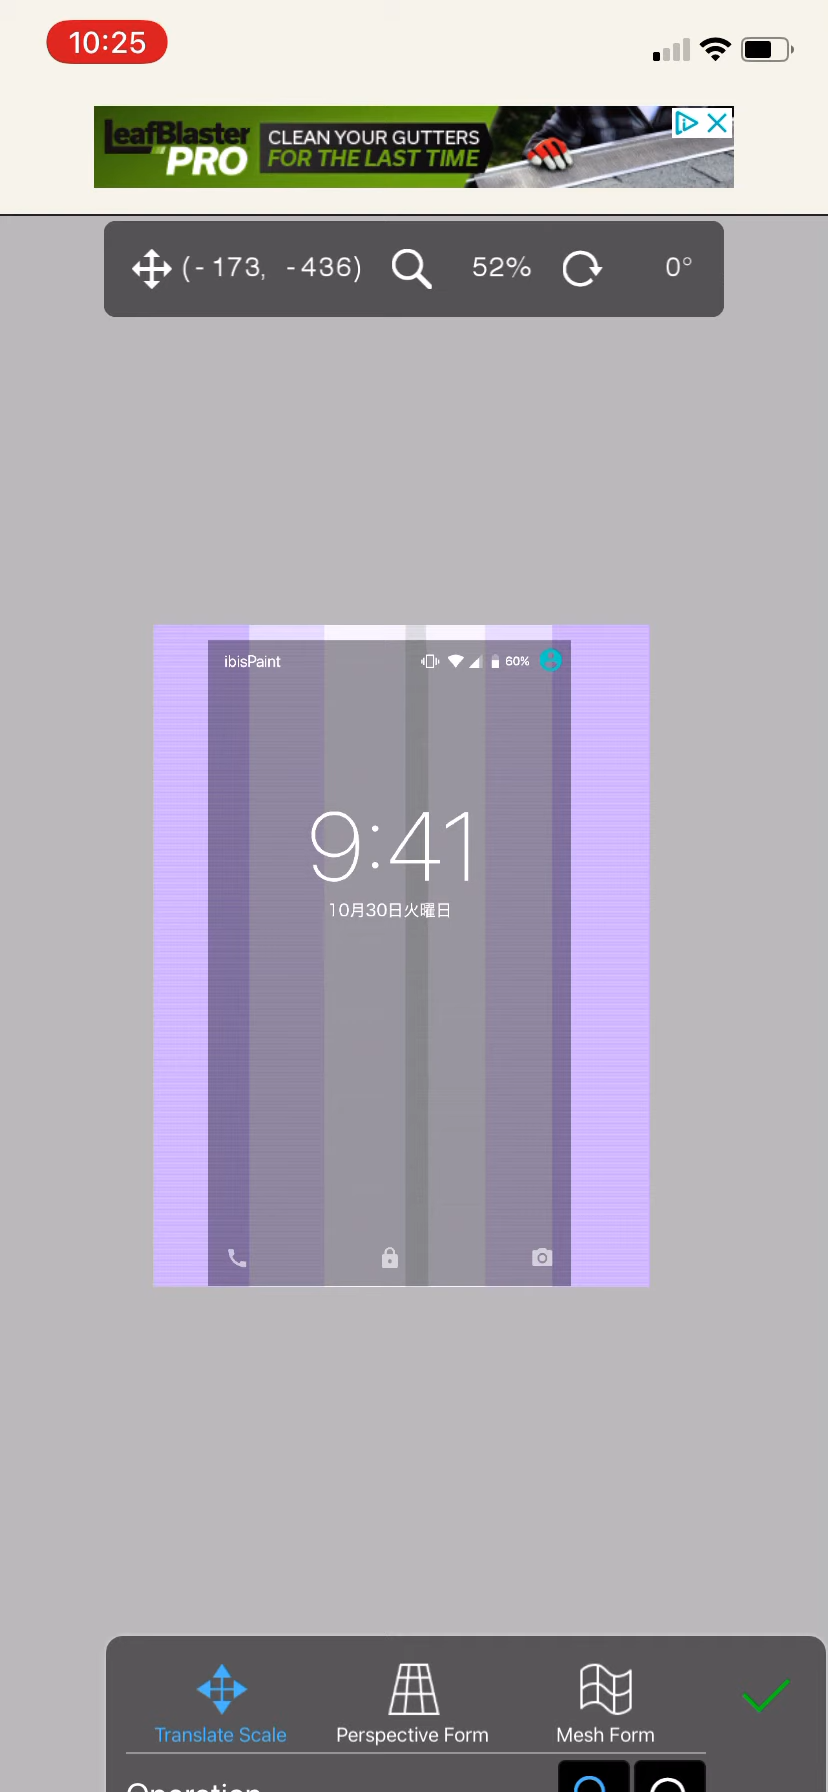 10:25
LeafBlaster PRO
CLEAN YOUR GUTTERS
FOR THE LAST TIME
(-173, -436) 52% 0°
ibisPaint 60%
9:41
10月30日火曜日
Translate Scale Perspective Form Mesh Form
Operation